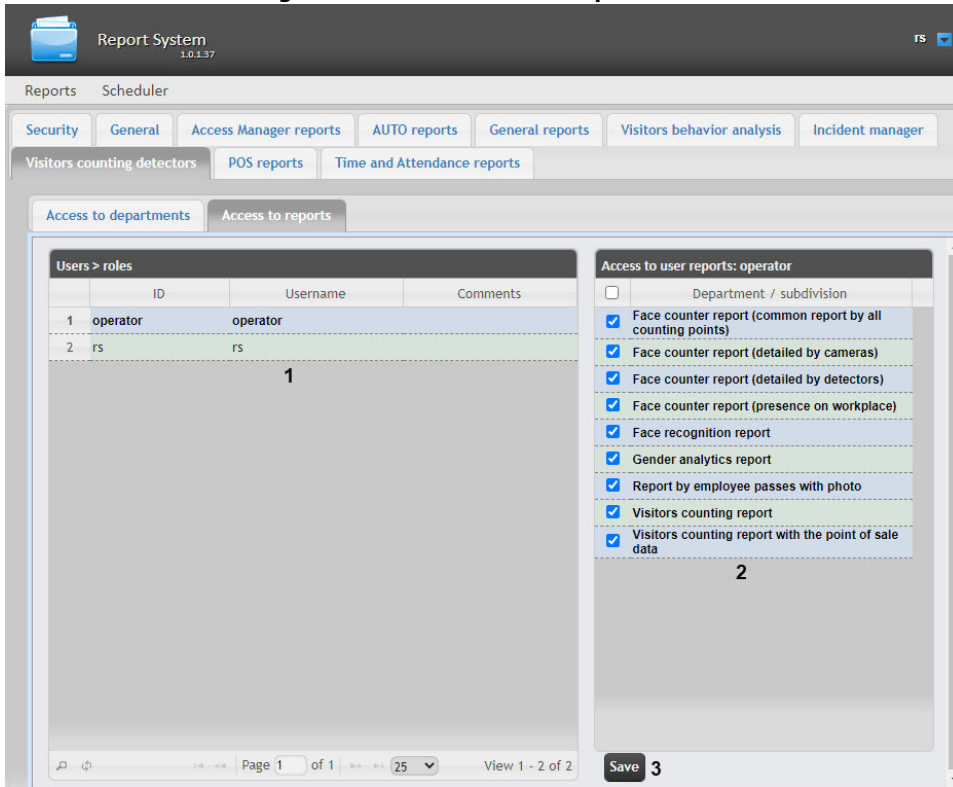 Report System
1.0.1.37
rs
Reports Scheduler
Security General Access Manager reports AUTO reports General reports Visitors behavior analysis Incident manager
Visitors counting detectors POS reports Time and Attendance reports
Access to departments Access to reports
Users > roles
ID Username Comments
1 operator operator
2 rs rs
1
Access to user reports: operator
Department / subdivision
Face counter report (common report by all
counting points)
Face counter report (detailed by cameras)
Face counter report (detailed by detectors)
Face counter report (presence on workplace)
Face recognition report
Gender analytics report
Report by employee passes with photo
Visitors counting report
Visitors counting report with the point of sale
data
2
Page 1 of 1 25 View 1 - 2 of 2
Save 3